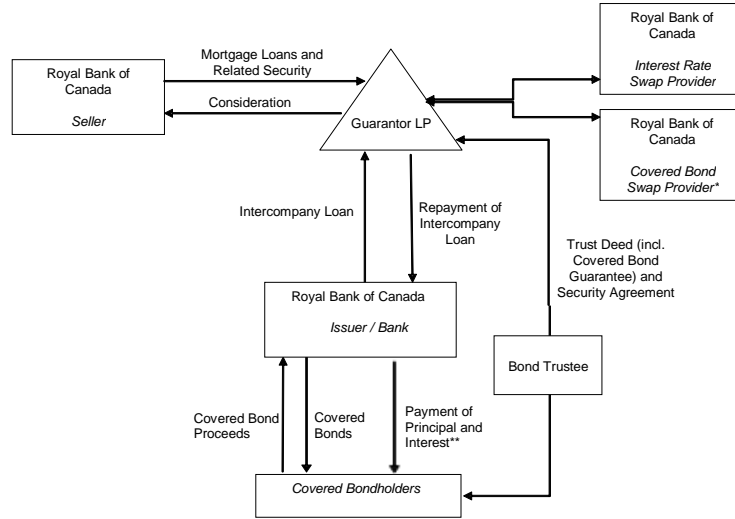 Royal Bank of
Canada
Seller
Mortgage Loans and
Related Security
Consideration
Guarantor LP
Royal Bank of
Canada
Interest Rate
Swap Provider
Royal Bank of
Canada
Covered Bond
Swap Provider*
Intercompany Loan
Repayment of
Intercompany
Loan
Trust Deed (incl.
Covered Bond
Guarantee) and
Security Agreement
Royal Bank of Canada
Issuer / Bank
Bond Trustee
Covered Bond
Proceeds
Covered
Bonds
Payment of
Principal and
Interest**
Covered Bondholders